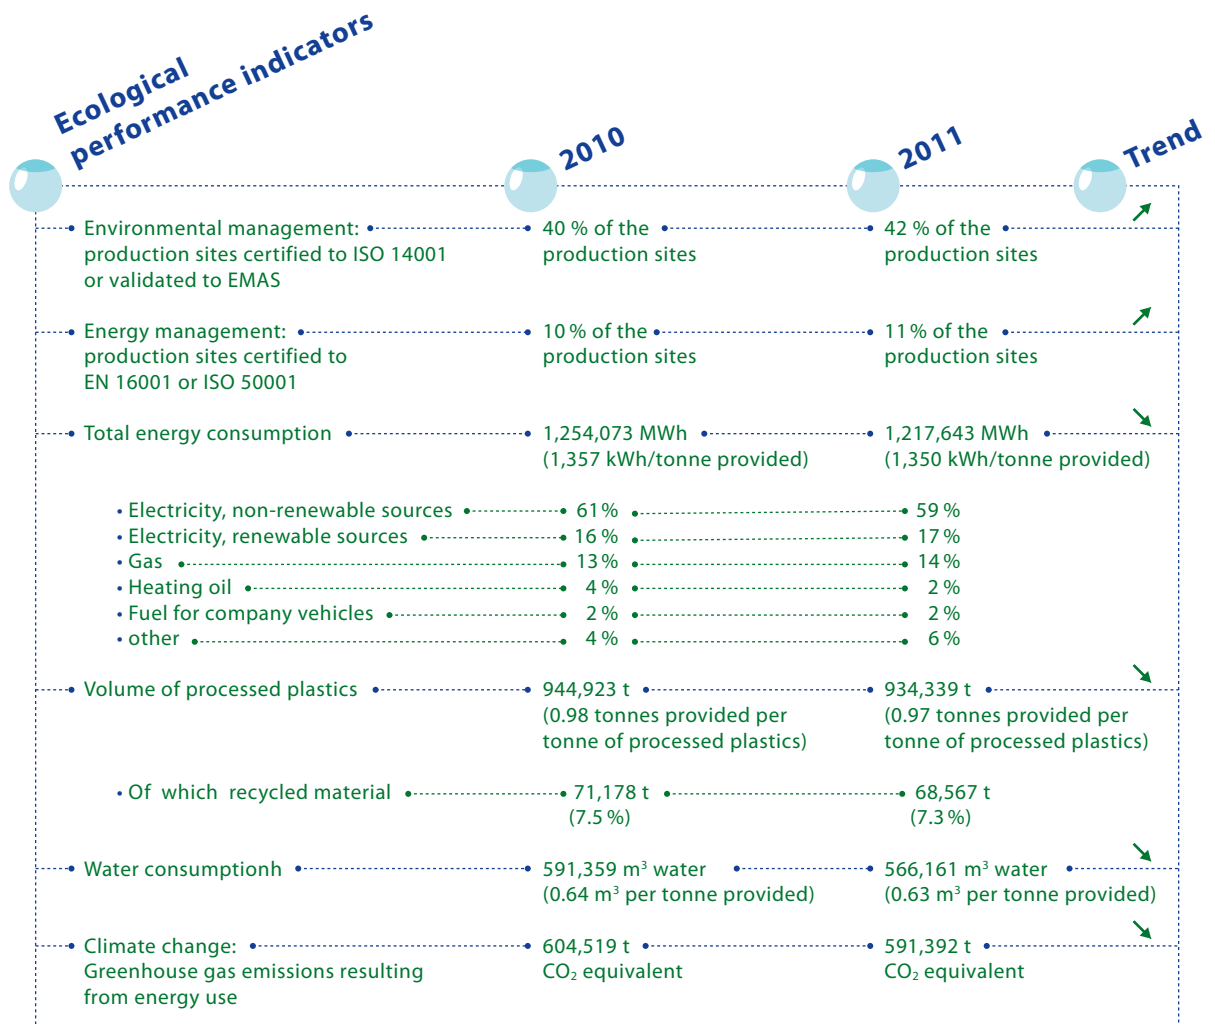 Ecological
performance indicators
2010
2011
Trend
Environmental management:
production sites certified to ISO 14001
or validated to EMAS
40 % of the
production sites
42 % of the
production sites
Energy management:
production sites certified to
EN 16001 or ISO 50001
10 % of the
production sites
11 % of the
production sites
Total energy consumption
1,254,073 MWh
(1,357 kWh/tonne provided)
1,217,643 MWh
(1,350 kWh/tonne provided)
• Electricity, non-renewable sources 61 % 59 %
• Electricity, renewable sources 16 % 17 %
• Gas 13 % 14 %
• Heating oil 4 % 2 %
• Fuel for company vehicles 2 % 2 %
• other 4 % 6 %
Volume of processed plastics
944,923 t
(0.98 tonnes provided per
tonne of processed plastics)
934,339 t
(0.97 tonnes provided per
tonne of processed plastics)
• Of which recycled material
71,178 t
(7.5 %)
68,567 t
(7.3 %)
Water consumptionh
591,359 m³ water
(0.64 m³ per tonne provided)
566,161 m³ water
(0.63 m³ per tonne provided)
Climate change:
Greenhouse gas emissions resulting
from energy use
604,519 t
CO₂ equivalent
591,392 t
CO₂ equivalent